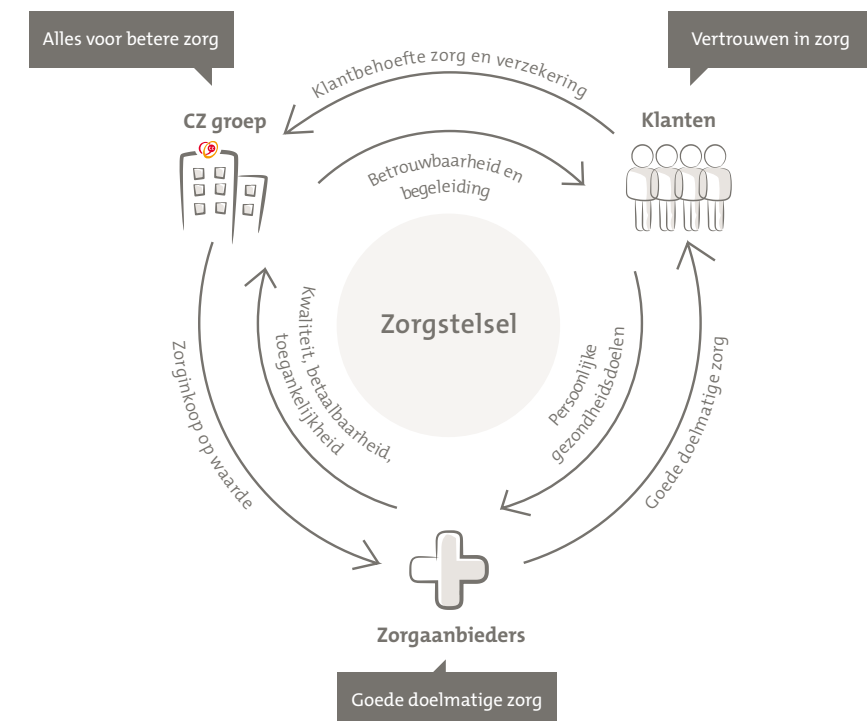 Alles voor betere zorg
Vertrouwen in zorg
Klantbehoefte zorg en verzekering
CZ groep
Klanten
Betrouwbaarheid en
begeleiding
Zorgstelsel
Kwaliteit, betaalbaarheid,
toegankelijkheid
Persoonlijke
gezondheidsdoelen
Zorginkoop op waarde
Goede doelmatige zorg
Zorgaanbieders
Goede doelmatige zorg